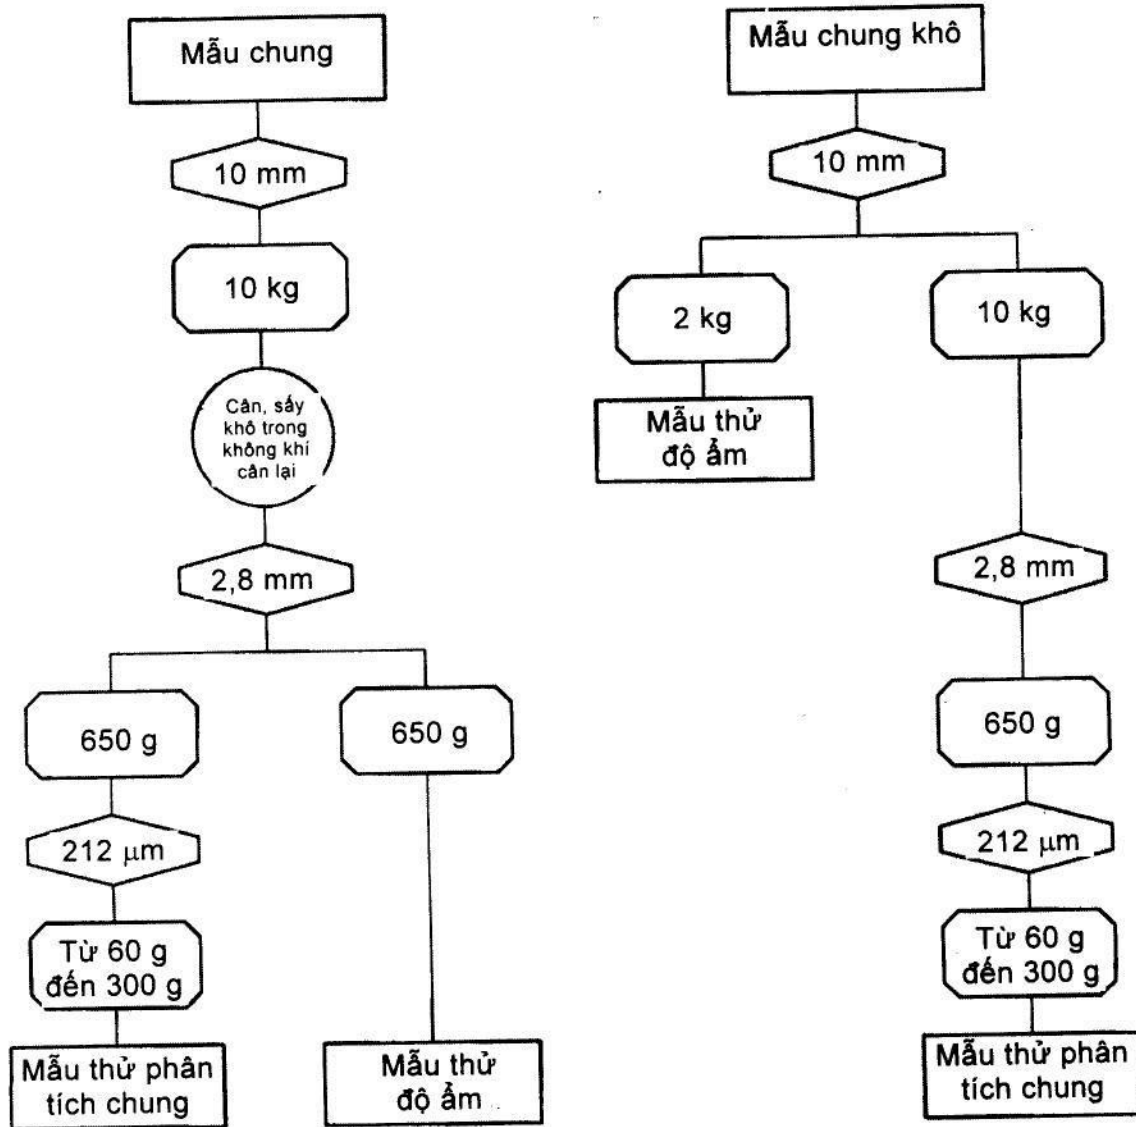 Mẫu chung
10 mm
10 kg
Cân, sấy
khô trong
không khí
cân lại
2,8 mm
650 g
650 g
212 μm
Từ 60 g
đến 300 g
Mẫu thử phân
tích chung
Mẫu thử
độ ẩm
Mẫu chung khô
10 mm
2 kg
10 kg
Mẫu thử
độ ẩm
2,8 mm
650 g
212 μm
Từ 60 g
đến 300 g
Mẫu thử phân
tích chung